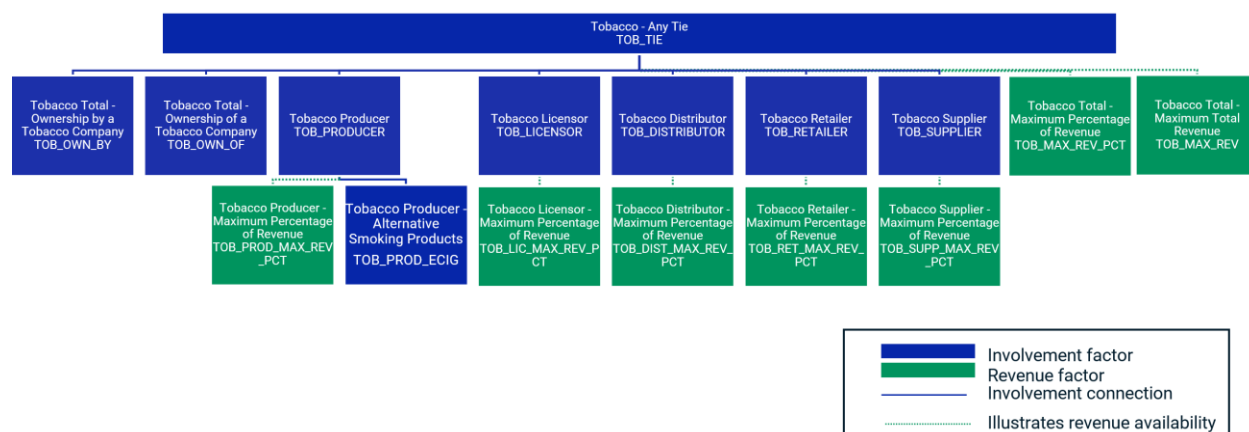 Tobacco - Any Tie
TOB_TIE
Tobacco Total -
Ownership by a
Tobacco Company
TOB_OWN_BY
Tobacco Total -
Ownership of a
Tobacco Company
TOB_OWN_OF
Tobacco Producer
TOB_PRODUCER
Tobacco Licensor
TOB_LICENSOR
Tobacco Distributor
TOB_DISTRIBUTOR
Tobacco Retailer
TOB_RETAILER
Tobacco Supplier
TOB_SUPPLIER
Tobacco Total -
Maximum Percentage
of Revenue
TOB_MAX_REV_PCT
Tobacco Total -
Maximum Total
Revenue
TOB_MAX_REV
Tobacco Producer -
Maximum Percentage
of Revenue
TOB_PROD_MAX_REV
_PCT
Tobacco Producer -
Alternative
Smoking Products
TOB_PROD_ECIG
Tobacco Licensor -
Maximum Percentage
of Revenue
TOB_LIC_MAX_REV_P
CT
Tobacco Distributor -
Maximum Percentage
of Revenue
TOB_DIST_MAX_REV_
PCT
Tobacco Retailer -
Maximum Percentage
of Revenue
TOB_RET_MAX_REV_
PCT
Tobacco Supplier -
Maximum Percentage
of Revenue
TOB_SUPP_MAX_REV
_PCT
Involvement factor
Revenue factor
Involvement connection
Illustrates revenue availability